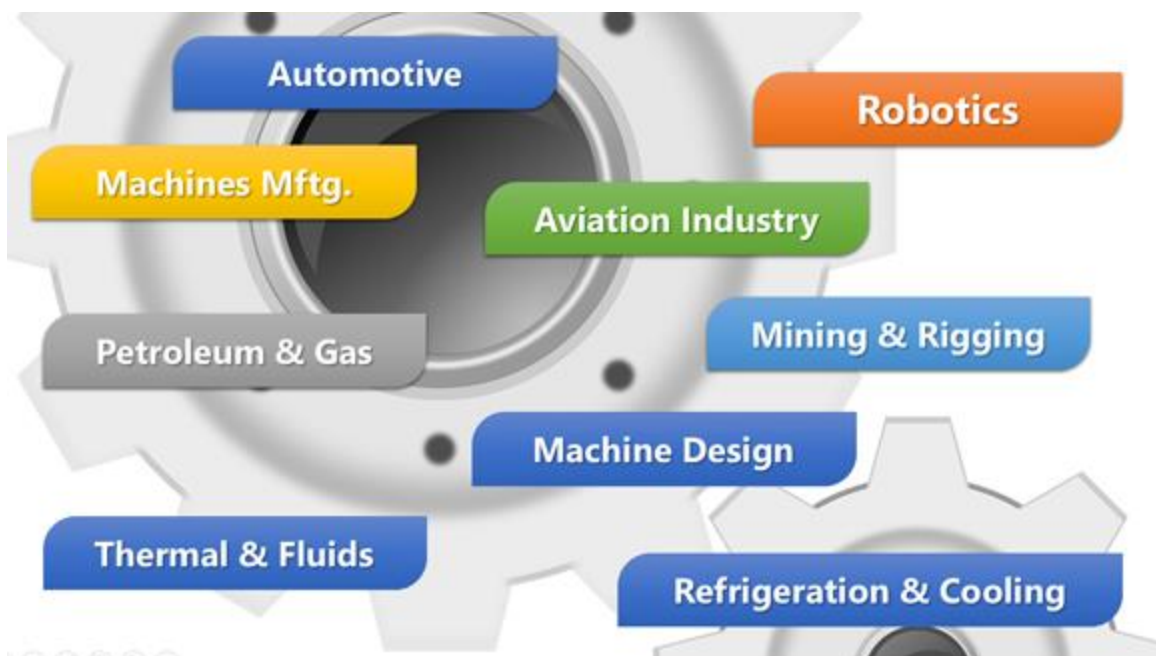 Automotive
Robotics
Machines Mftg.
Aviation Industry
Petroleum & Gas
Mining & Rigging
Machine Design
Thermal & Fluids
Refrigeration & Cooling